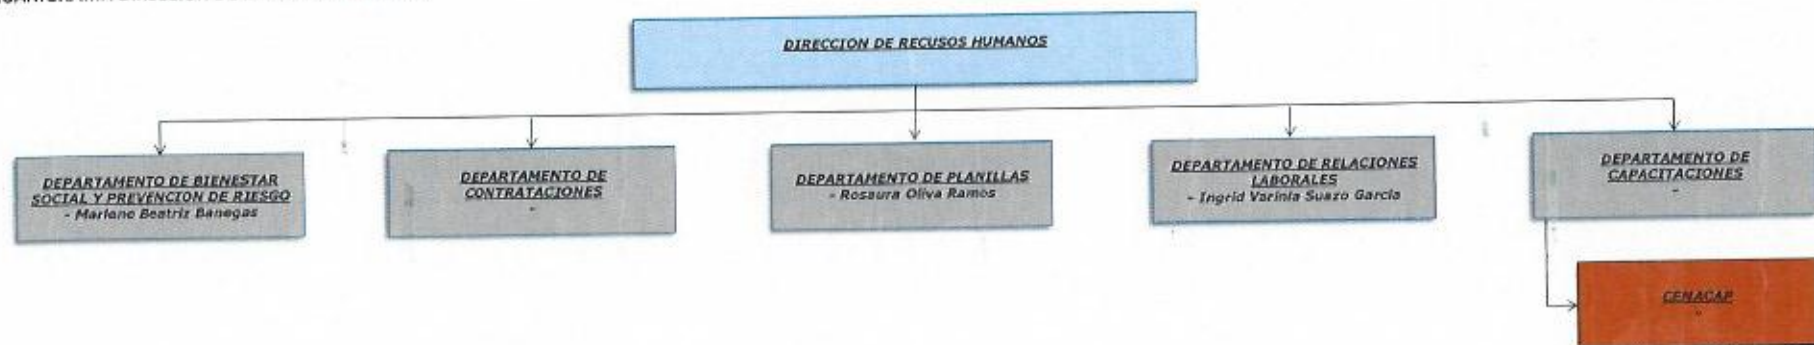 DIRECCION DE RECUSOS HUMANOS
DEPARTAMENTO DE BIENESTAR
SOCIAL Y PREVENCION DE RIESGO
- Marlene Beatriz Banegas
DEPARTAMENTO DE
CONTRATACIONES
-
DEPARTAMENTO DE PLANILLAS
- Rosaura Oliva Ramos
DEPARTAMENTO DE RELACIONES
LABORALES
- Ingrid Varinia Suazo Garcia
DEPARTAMENTO DE
CAPACITACIONES
-
CENACAP
-